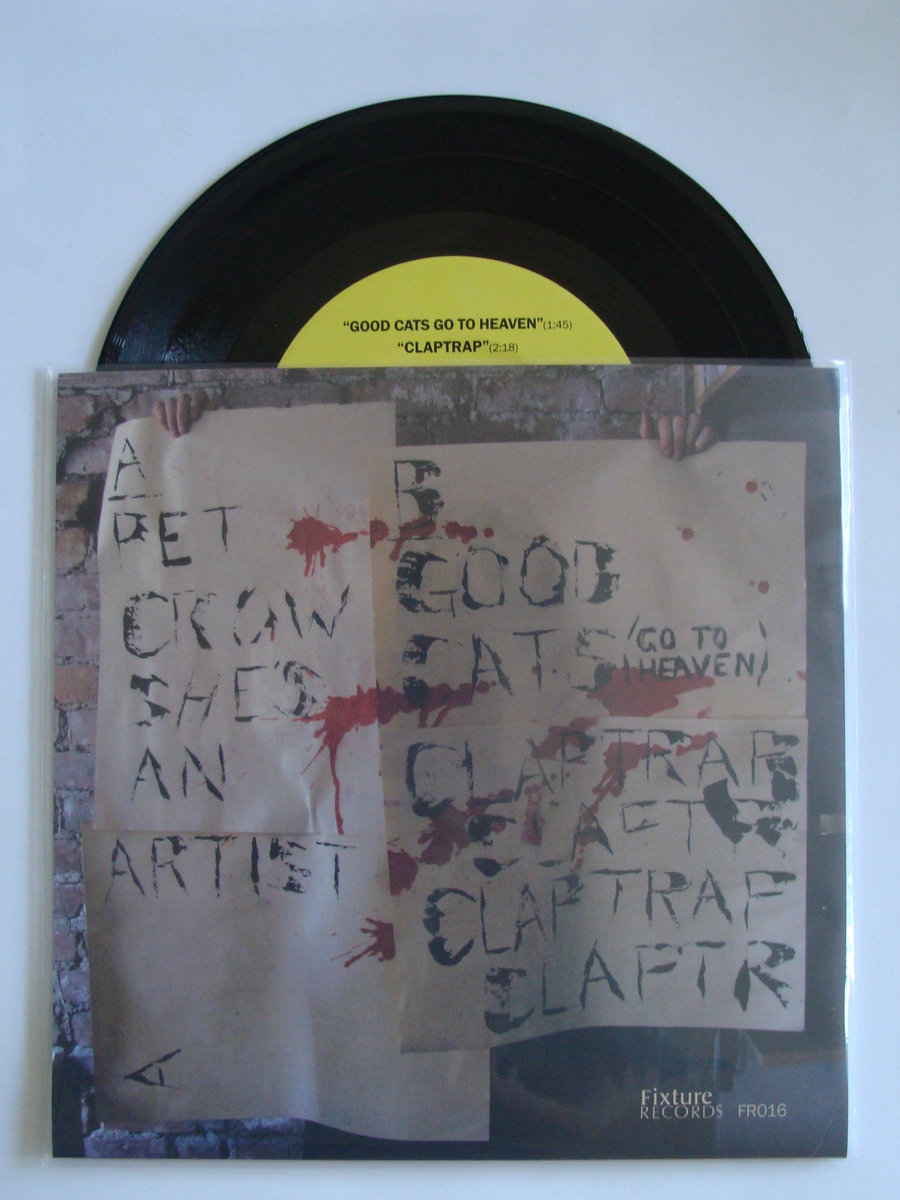 “GOOD CATS GO TO HEAVEN”(1:45)
“CLAPTRAP”(2:18)
A
PET
CROW
SHE'S
AN
ARTIST
A
B
GOOD
CATS (GO TO
HEAVEN)
CLAPTRAP
CLAPTRAP
CLAPTR
Fixture
RECORDS FR016